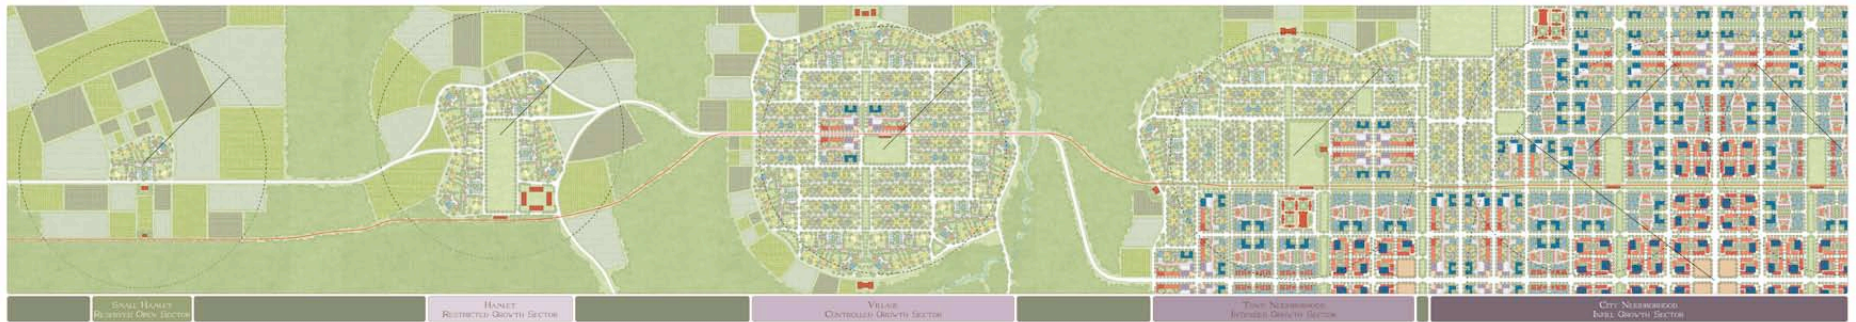 Small Hamlet
Reserved Open Sector
Hamlet
Restricted Growth Sector
Village
Controlled Growth Sector
Town Neighborhood
Intended Growth Sector
City Neighborhood
Infill Growth Sector